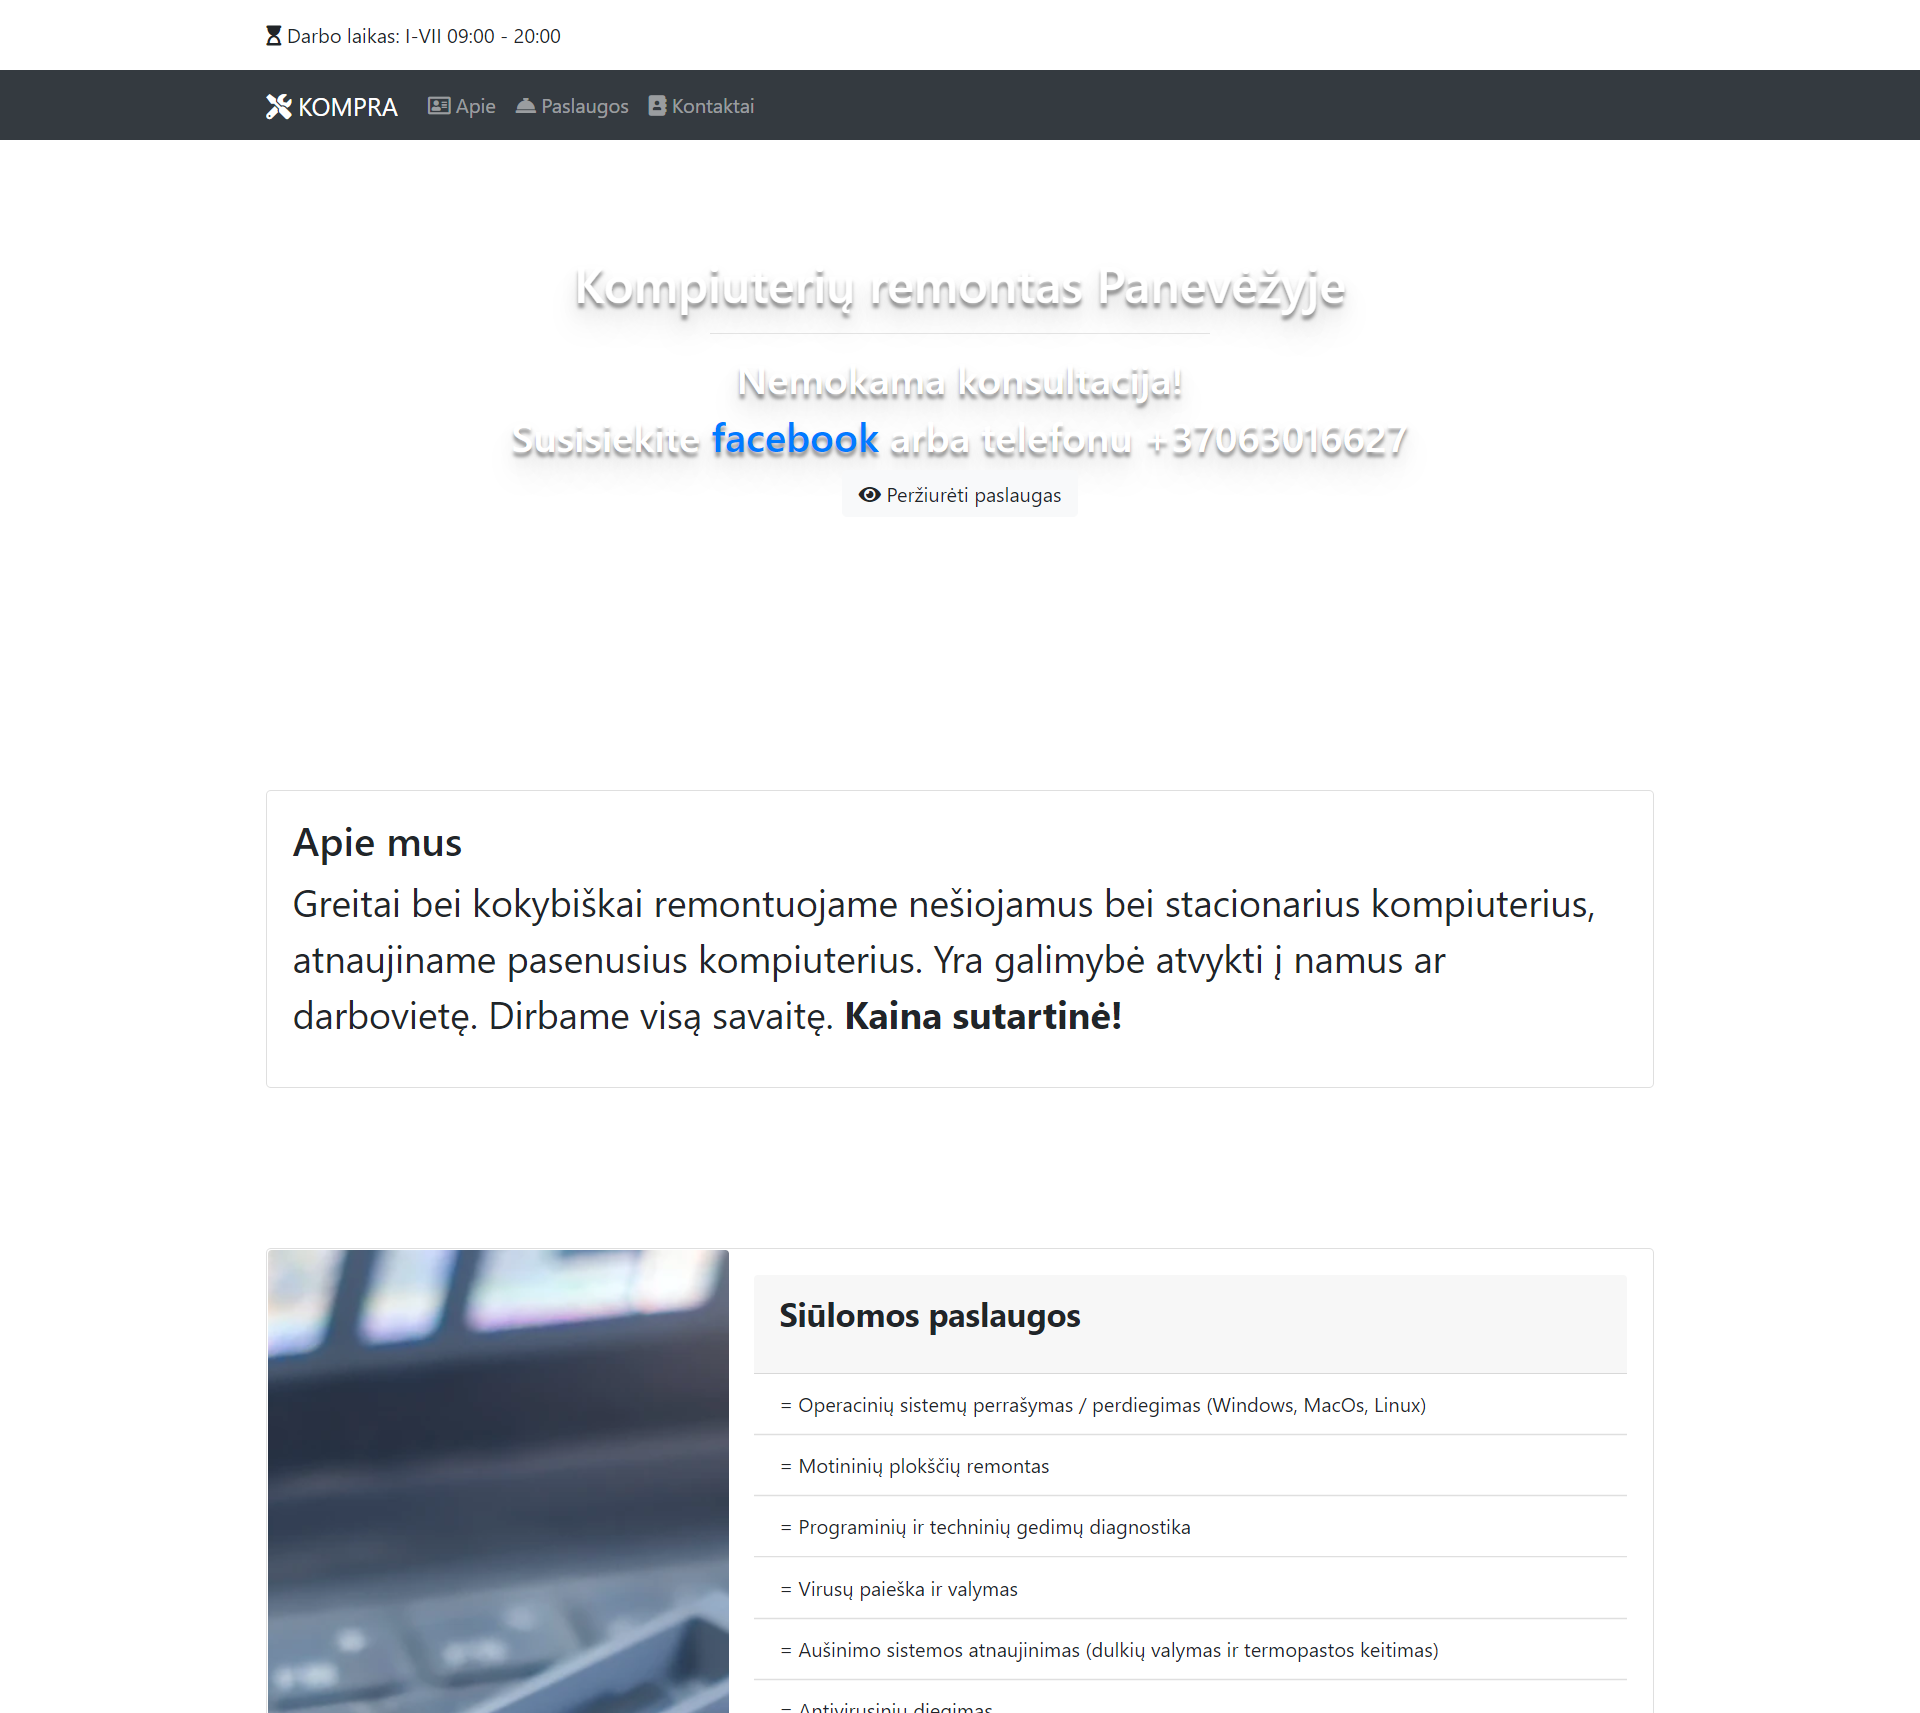 Darbo laikas: I-VII 09:00 - 20:00
KOMPRA Apie Paslaugos Kontaktai
Kompiuterių remontas Panevėžyje
Nemokama konsultacija!
Susisiekite facebook arba telefonu +37063016627
Peržiurėti paslaugas
Apie mus
Greitai bei kokybiškai remontuojame nešiojamus bei stacionarius kompiuterius,
atnaujiname pasenusius kompiuterius. Yra galimybė atvykti į namus ar
darbovietę. Dirbame visą savaitę. Kaina sutartinė!
Siūlomos paslaugos
= Operacinių sistemų perrašymas / perdiegimas (Windows, MacOs, Linux)
= Motininių plokščių remontas
= Programinių ir techninių gedimų diagnostika
= Virusų paieška ir valymas
= Aušinimo sistemos atnaujinimas (dulkių valymas ir termopastos keitimas)
= Antivirusinių diegimas